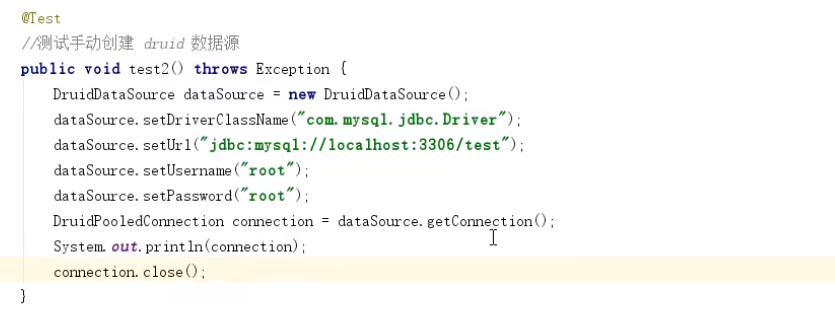 @Test
//测试手动创建 druid 数据源
public void test2() throws Exception {
    DruidDataSource dataSource = new DruidDataSource();
    dataSource.setDriverClassName("com.mysql.jdbc.Driver");
    dataSource.setUrl("jdbc:mysql://localhost:3306/test");
    dataSource.setUsername("root");
    dataSource.setPassword("root");
    DruidPooledConnection connection = dataSource.getConnection();
    System.out.println(connection);
    connection.close();
}